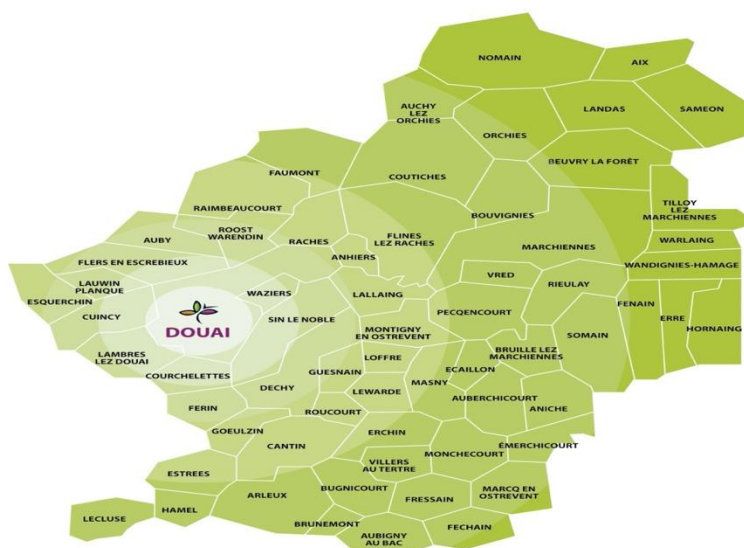 NOMAIN
AIX
AUCHY
LEZ
ORCHIES
LANDAS
SAMEON
ORCHIES
BEUVRY LA FORÊT
FAUMONT
COUTICHES
RAIMBEAUCOURT
BOUVIGNIES
TILLOY
LEZ
MARCHIENNES
ROOST
WARENDIN
AUBY
RACHES
FLINES
LEZ RACHES
MARCHIENNES
WARLAING
ANHIERS
FLERS EN ESCREBIEUX
VRED
WANDIGNIES-HAMAGE
LAUWIN
PLANQUE
WAZIERS
LALLAING
RIEULAY
ESQUERCHIN
CUINCY
DOUAI
SIN LE NOBLE
PECQENCOURT
FENAIN
ERRE
HORNAING
MONTIGNY
EN OSTREVENT
SOMAIN
LAMBRES
LEZ DOUAI
LOFFRE
BRUILLE LEZ
MARCHIENNES
COURCHELETTES
GUESNAIN
ECAILLON
DECHY
LEWARDE
MASNY
AUBERCHICOURT
ANICHE
FERIN
ROUCOURT
GOEULZIN
ERCHIN
CANTIN
MONCHECOURT
ÉMERCHICOURT
VILLERS
AU TERTRE
ESTREES
BUGNICOURT
FRESSAIN
MARCQ EN
OSTREVENT
ARLEUX
HAMEL
LECLUSE
BRUNEMONT
FECHAIN
AUBIGNY
AU BAC